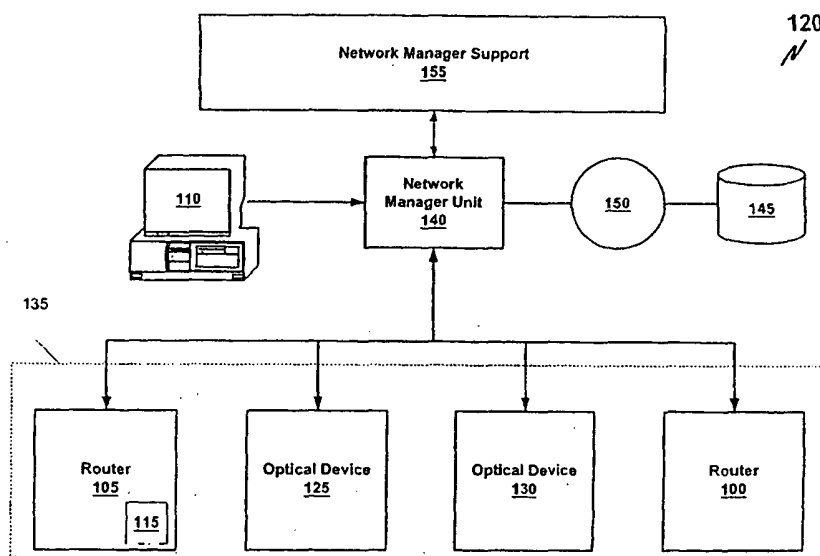 120
Network Manager Support
155
110
Network
Manager Unit
140
150
145
135
Router
105
115
Optical Device
125
Optical Device
130
Router
100